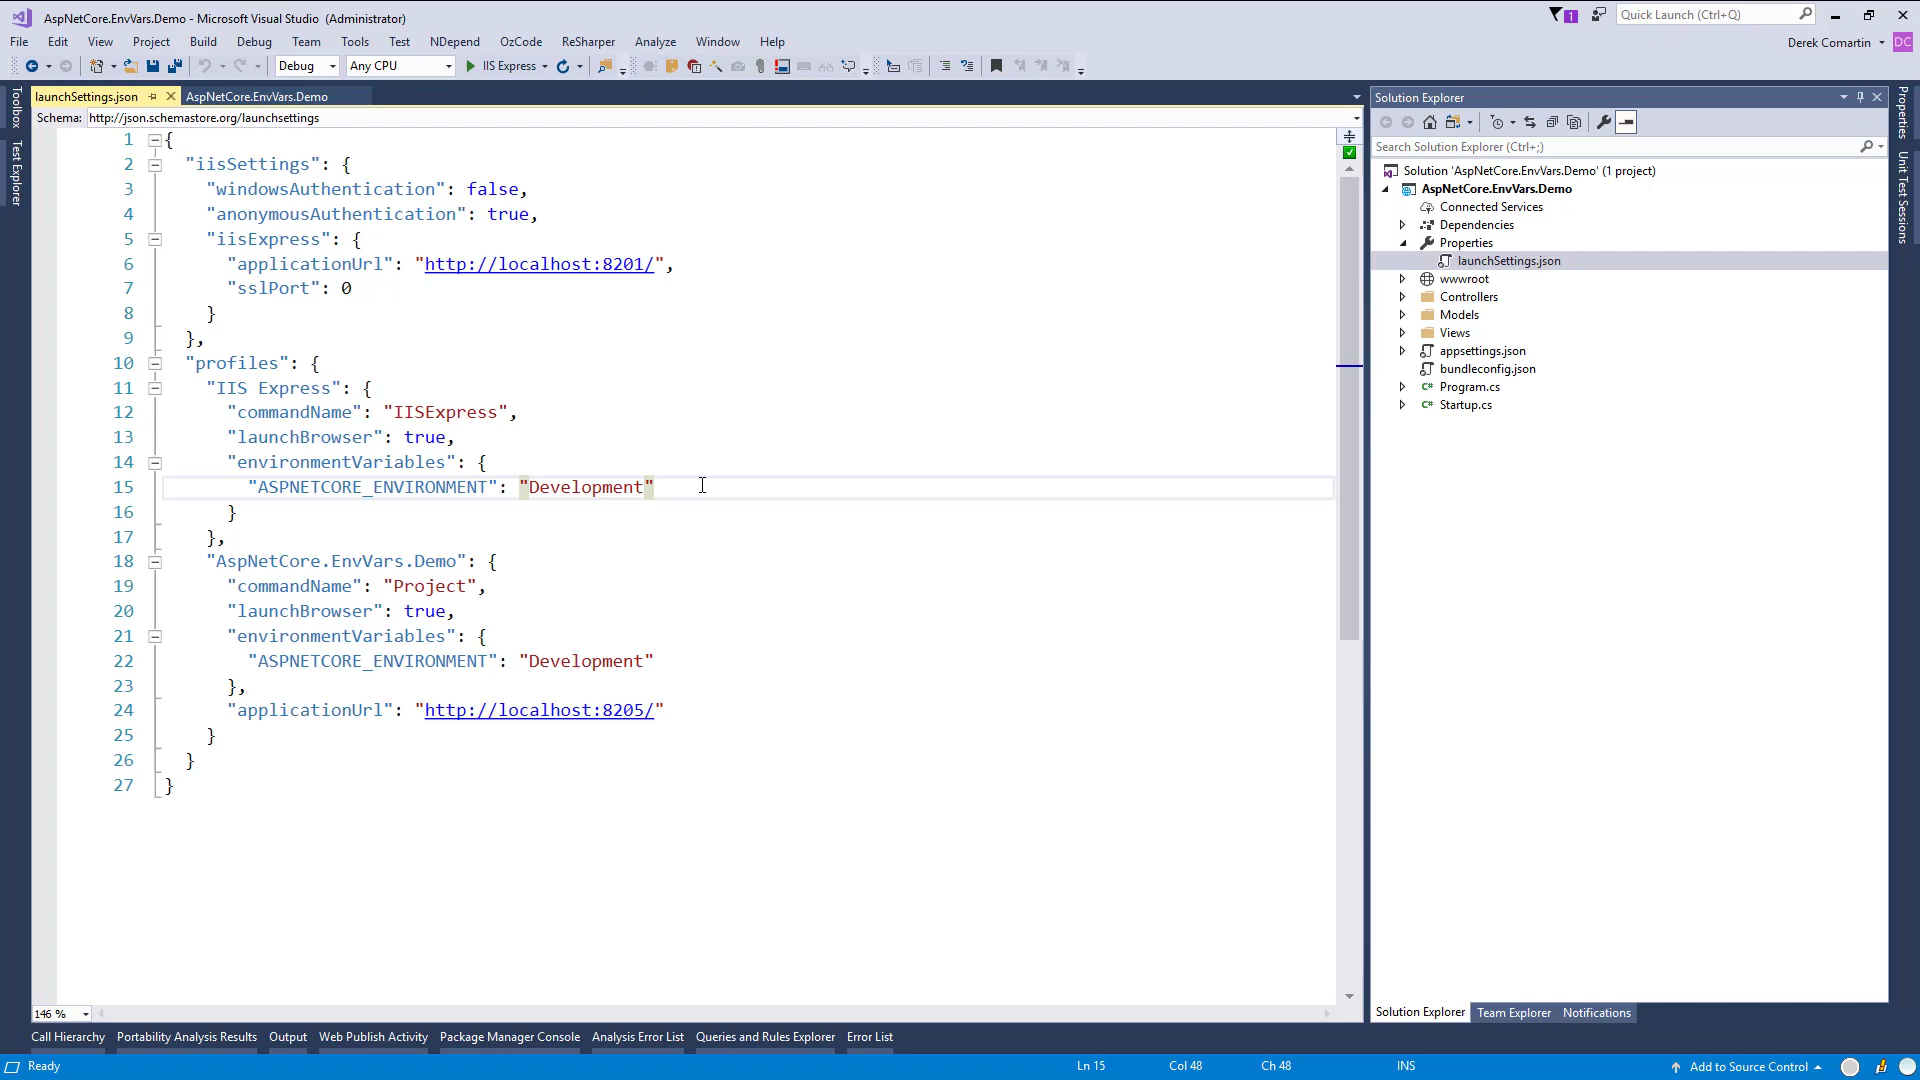 AspNetCore.EnvVars.Demo - Microsoft Visual Studio (Administrator)
1
Quick Launch (Ctrl+Q)
File Edit View Project Build Debug Team Tools Test NDepend OzCode ReSharper Analyze Window Help
Derek Comartin DC
Debug Any CPU IIS Express
Toolbox
Test Explorer
launchSettings.json AspNetCore.EnvVars.Demo
Schema: http://json.schemastore.org/launchsettings
1 {
2 "iisSettings": {
3 "windowsAuthentication": false,
4 "anonymousAuthentication": true,
5 "iisExpress": {
6 "applicationUrl": "http://localhost:8201/",
7 "sslPort": 0
8 }
9 },
10 "profiles": {
11 "IIS Express": {
12 "commandName": "IISExpress",
13 "launchBrowser": true,
14 "environmentVariables": {
15 "ASPNETCORE_ENVIRONMENT": "Development"
16 }
17 },
18 "AspNetCore.EnvVars.Demo": {
19 "commandName": "Project",
20 "launchBrowser": true,
21 "environmentVariables": {
22 "ASPNETCORE_ENVIRONMENT": "Development"
23 },
24 "applicationUrl": "http://localhost:8205/"
25 }
26 }
27 }
146 %
Solution Explorer
Search Solution Explorer (Ctrl+;)
Solution 'AspNetCore.EnvVars.Demo' (1 project)
AspNetCore.EnvVars.Demo
Connected Services
Dependencies
Properties
launchSettings.json
wwwroot
Controllers
Models
Views
appsettings.json
bundleconfig.json
C# Program.cs
C# Startup.cs
Solution Explorer Team Explorer Notifications
Properties
Unit Test Sessions
Call Hierarchy Portability Analysis Results Output Web Publish Activity Package Manager Console Analysis Error List Queries and Rules Explorer Error List
Ready Ln 15 Col 48 Ch 48 INS Add to Source Control